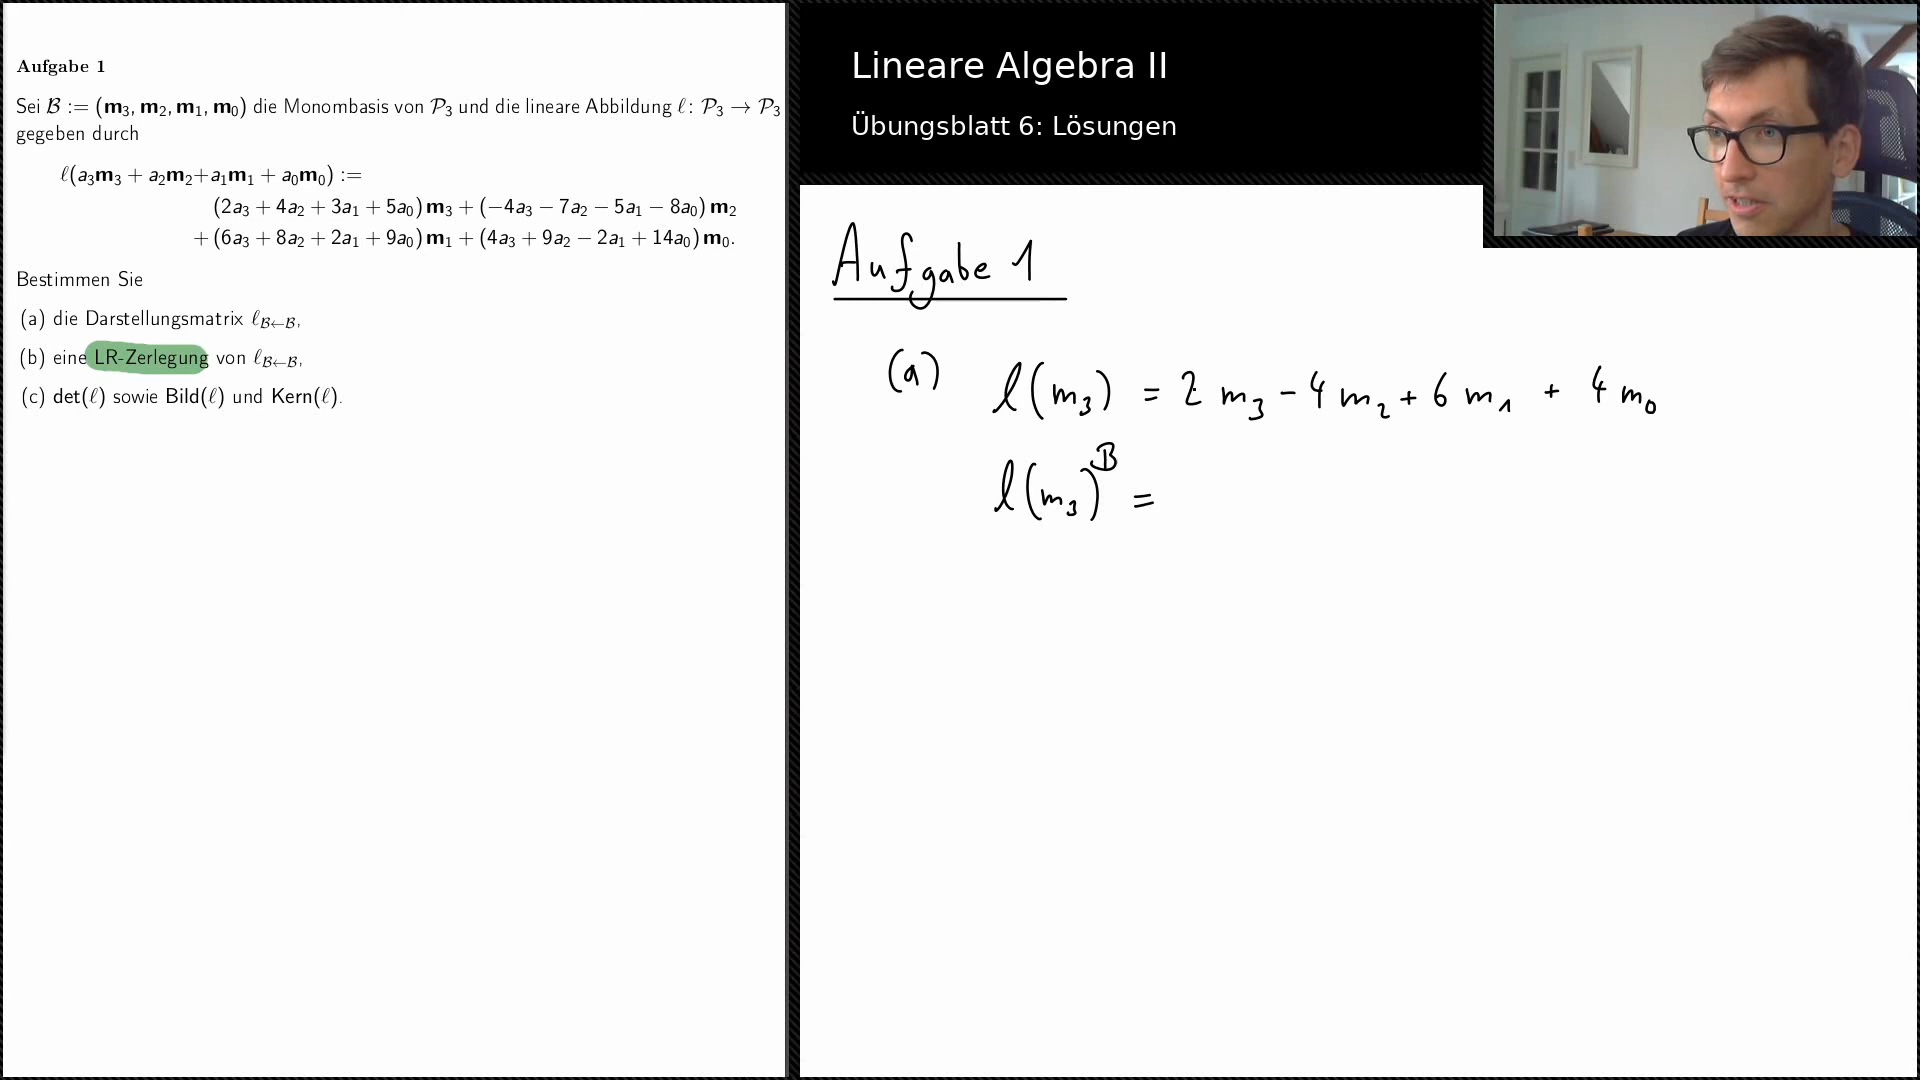 Aufgabe 1
Sei ℬ := (m₃, m₂, m₁, m₀) die Monombasis von 𝒫₃ und die lineare Abbildung ℓ: 𝒫₃ → 𝒫₃
gegeben durch
ℓ(a₃m₃ + a₂m₂+a₁m₁ + a₀m₀) :=
(2a₃ + 4a₂ + 3a₁ + 5a₀) m₃ + (−4a₃ − 7a₂ − 5a₁ − 8a₀) m₂
+ (6a₃ + 8a₂ + 2a₁ + 9a₀) m₁ + (4a₃ + 9a₂ − 2a₁ + 14a₀) m₀.
Bestimmen Sie
(a) die Darstellungsmatrix ℓ_ℬ←ℬ,
(b) eine LR-Zerlegung von ℓ_ℬ←ℬ,
(c) det(ℓ) sowie Bild(ℓ) und Kern(ℓ).
Lineare Algebra II
Übungsblatt 6: Lösungen
Aufgabe 1
(a) ℓ(m₃) = 2 m₃ − 4 m₂ + 6 m₁ + 4 m₀
ℓ(m₃)^ℬ =